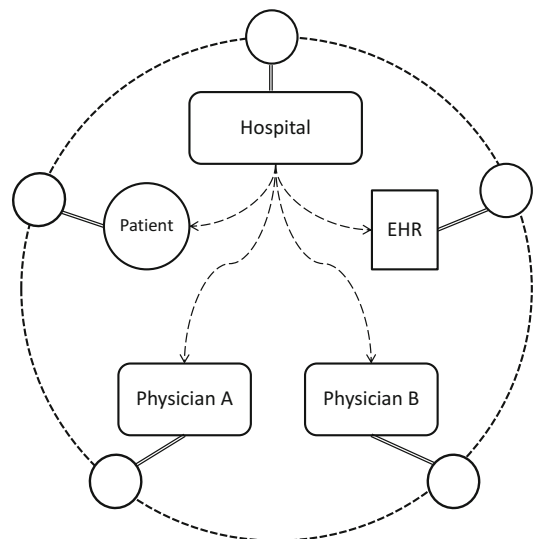 Hospital
Patient
EHR
Physician A
Physician B